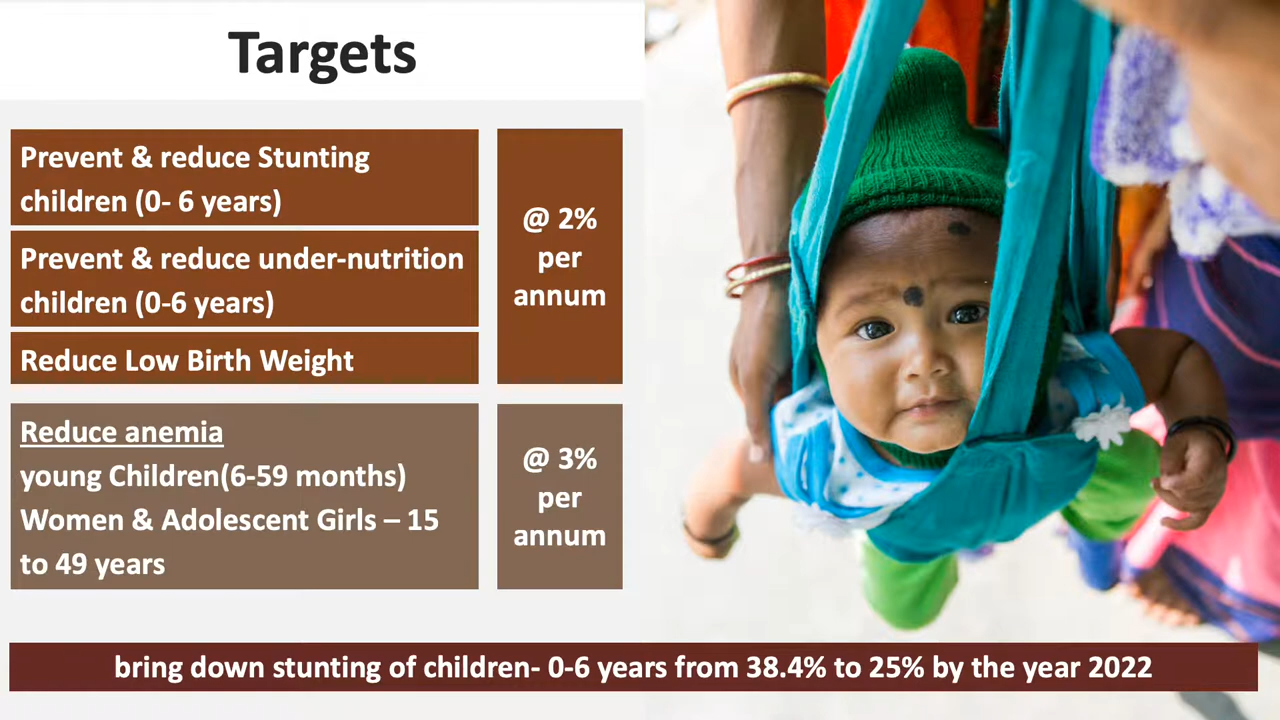 Targets
Prevent & reduce Stunting
children (0- 6 years)
Prevent & reduce under-nutrition
children (0-6 years)
Reduce Low Birth Weight
@ 2%
per
annum
Reduce anemia
young Children(6-59 months)
Women & Adolescent Girls – 15
to 49 years
@ 3%
per
annum
bring down stunting of children- 0-6 years from 38.4% to 25% by the year 2022